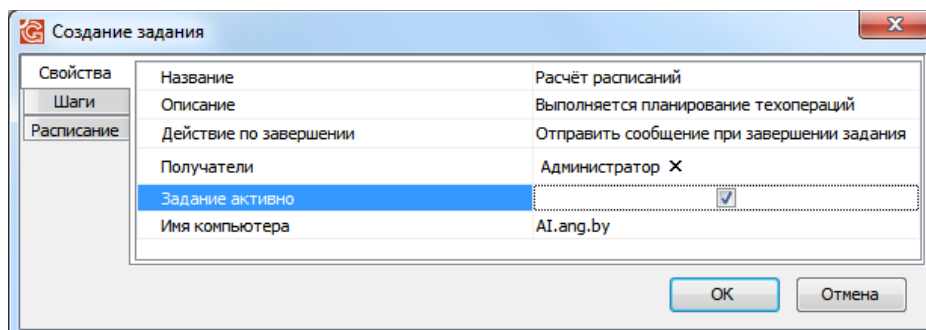 Создание задания
Свойства
Шаги
Расписание
Название Расчёт расписаний
Описание Выполняется планирование техопераций
Действие по завершении Отправить сообщение при завершении задания
Получатели Администратор X
Задание активно
Имя компьютера AI.ang.by
OK Отмена